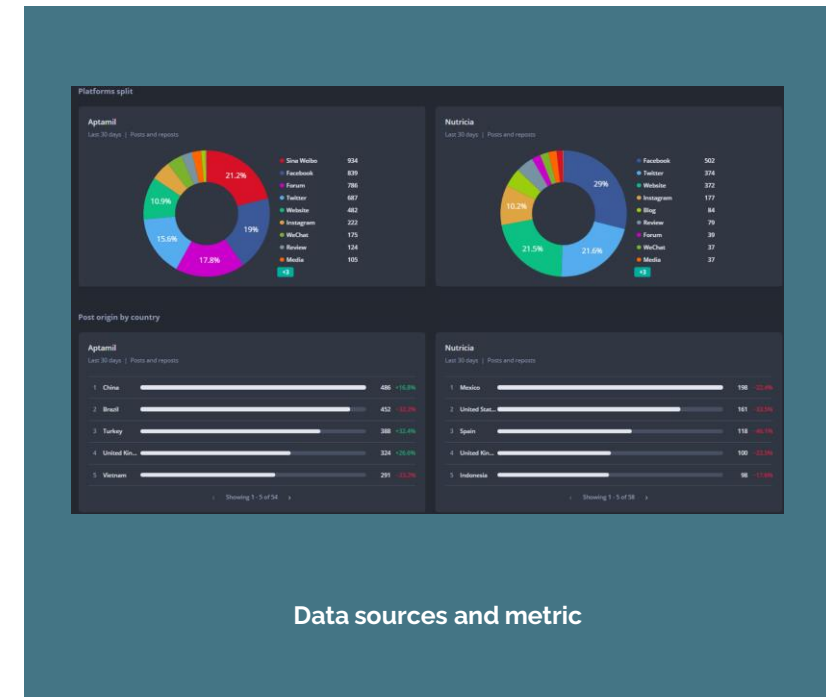 Platforms split
Aptamil
Last 30 days | Posts and reposts
21.2%
19%
17.8%
15.6%
10.9%
Sina Weibo 934
Facebook 839
Forum 786
Twitter 687
Website 482
Instagram 222
WeChat 175
Review 124
Media 105
+3
Nutricia
Last 30 days | Posts and reposts
29%
21.6%
21.5%
10.2%
Facebook 502
Twitter 374
Website 372
Instagram 177
Blog 84
Review 79
Forum 39
WeChat 37
Media 37
+3
Post origin by country
Aptamil
Last 30 days | Posts and reposts
1 China 486
2 Brazil 452
3 Turkey 388 +32.4%
4 United Kin... 324
5 Vietnam 291
‹ Showing 1 - 5 of 54 ›
Nutricia
Last 30 days | Posts and reposts
1 Mexico 198
2 United Stat... 161
3 Spain 118
4 United Kin... 100
5 Indonesia 98
‹ Showing 1 - 5 of 58 ›
Data sources and metric